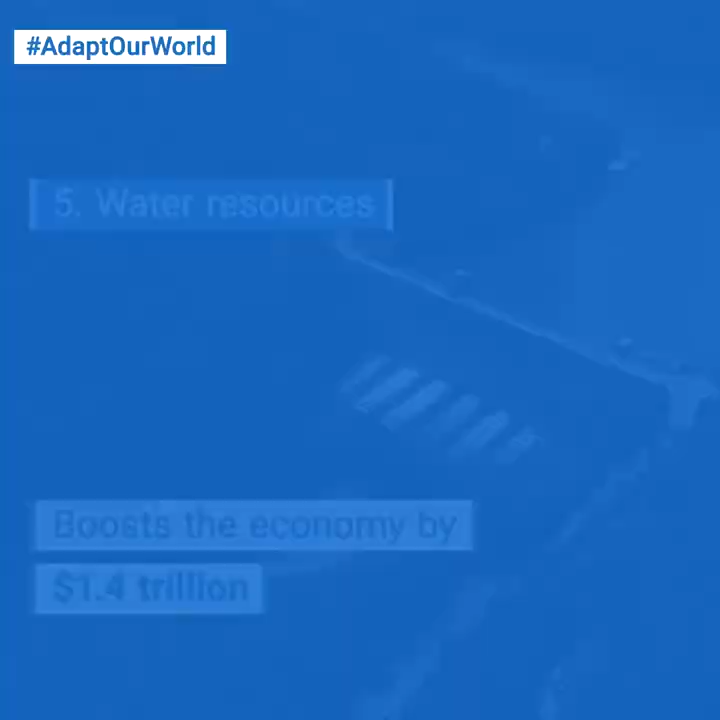 #AdaptOurWorld
5. Water resources
Boosts the economy by
$1.4 trillion